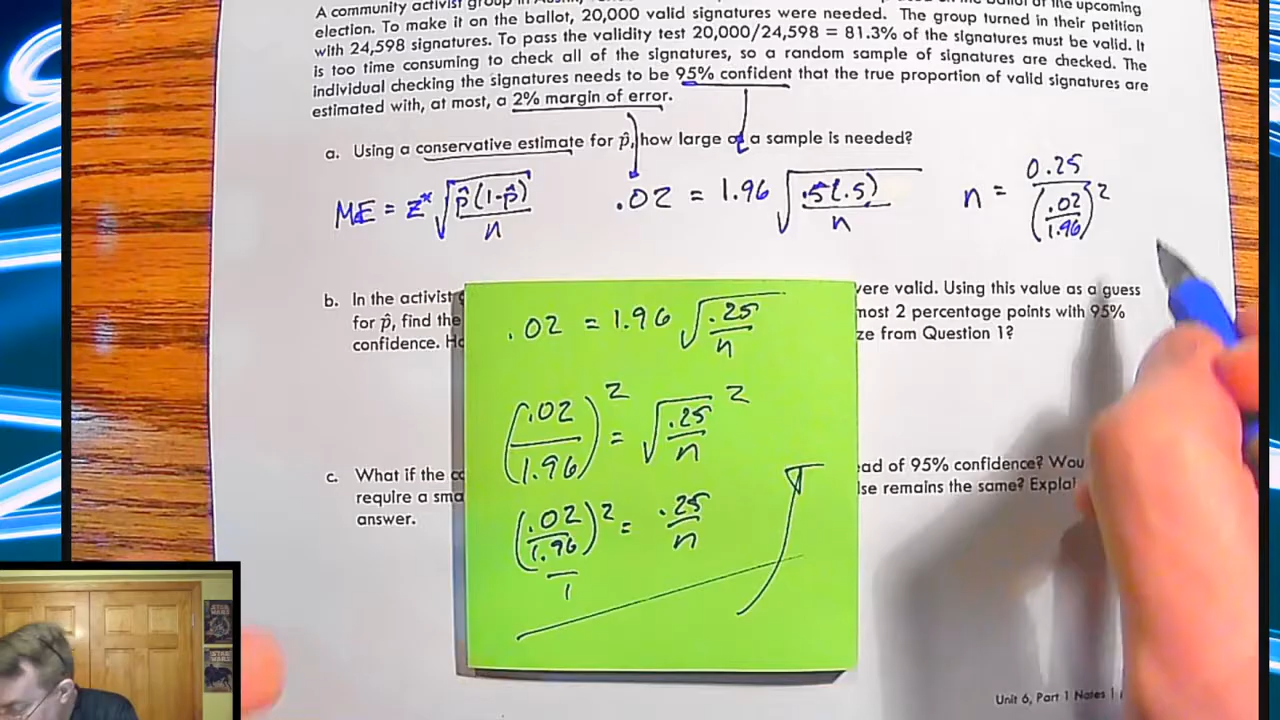 A community activist group in
ballot of the upcoming
election. To make it on the ballot, 20,000 valid signatures were needed. The group turned in their petition
with 24,598 signatures. To pass the validity test 20,000/24,598 = 81.3% of the signatures must be valid. It
is too time consuming to check all of the signatures, so a random sample of signatures are checked. The
individual checking the signatures needs to be 95% confident that the true proportion of valid signatures are
estimated with, at most, a 2% margin of error.
a. Using a conservative estimate for p̂, how large a sample is needed?
ME = z* √(p̂(1-p̂)/n)
.02 = 1.96 √(.5(.5)/n)
n = 0.25/(.02/1.96)²
b. In the activist
were valid. Using this value as a guess
for p̂, find the
most 2 percentage points with 95%
confidence.
from Question 1?
.02 = 1.96 √(.25/n)
(.02/1.96)² = √(.25/n)²
(.02/1.96)²/1 = .25/n
c. What if the
of 95% confidence?
require a
remains the same?
answer.
Unit 6, Part 1 Notes
STAR WARS
STAR WARS